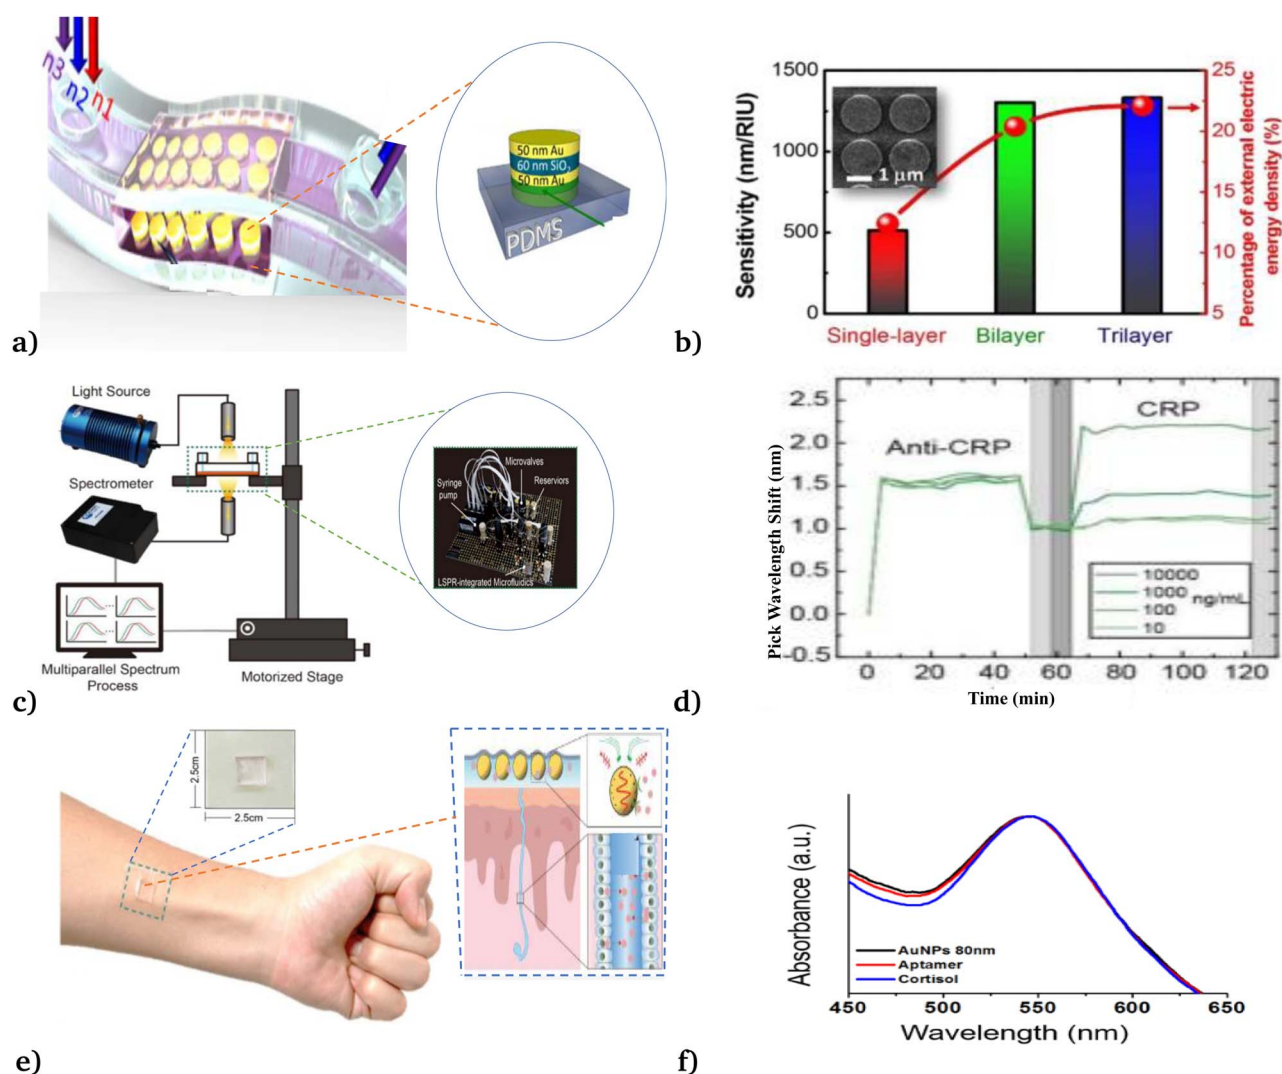 n3
n2
n1
50 nm Au
60 nm SiO2
50 nm Au
PDMS
a)
Sensitivity (nm/RIU)
1500
1000
500
0
1 μm
25
20
15
10
5
Percentage of external electric
energy density (%)
Single-layer
Bilayer
Trilayer
b)
Light Source
Spectrometer
Multiparallel Spectrum
Process
Motorized Stage
Microvalves
Syringe
pump
Reserviors
LSPR-integrated Microfluidics
c)
Pick Wavelength Shift (nm)
2.5
2.0
1.5
1.0
0.5
0.0
-0.5
Anti-CRP
CRP
10000
1000
100
10
ng/mL
0
20
40
60
80
100
120
Time (min)
d)
2.5cm
2.5cm
e)
Absorbance (a.u.)
AuNPs 80nm
Aptamer
Cortisol
450
500
550
600
650
Wavelength (nm)
f)